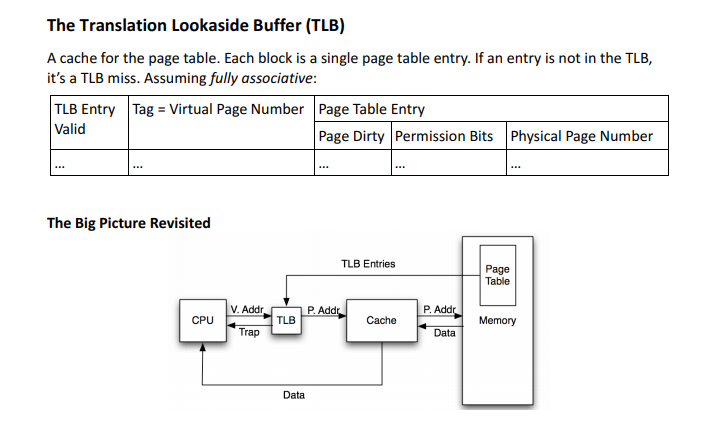 The Translation Lookaside Buffer (TLB)
A cache for the page table. Each block is a single page table entry. If an entry is not in the TLB,
it's a TLB miss. Assuming fully associative:
TLB Entry Valid
Tag = Virtual Page Number
Page Table Entry
Page Dirty
Permission Bits
Physical Page Number
...
...
...
...
...
The Big Picture Revisited
TLB Entries
Page
Table
CPU
V. Addr
Trap
TLB
P. Addr
Cache
P. Addr
Data
Memory
Data